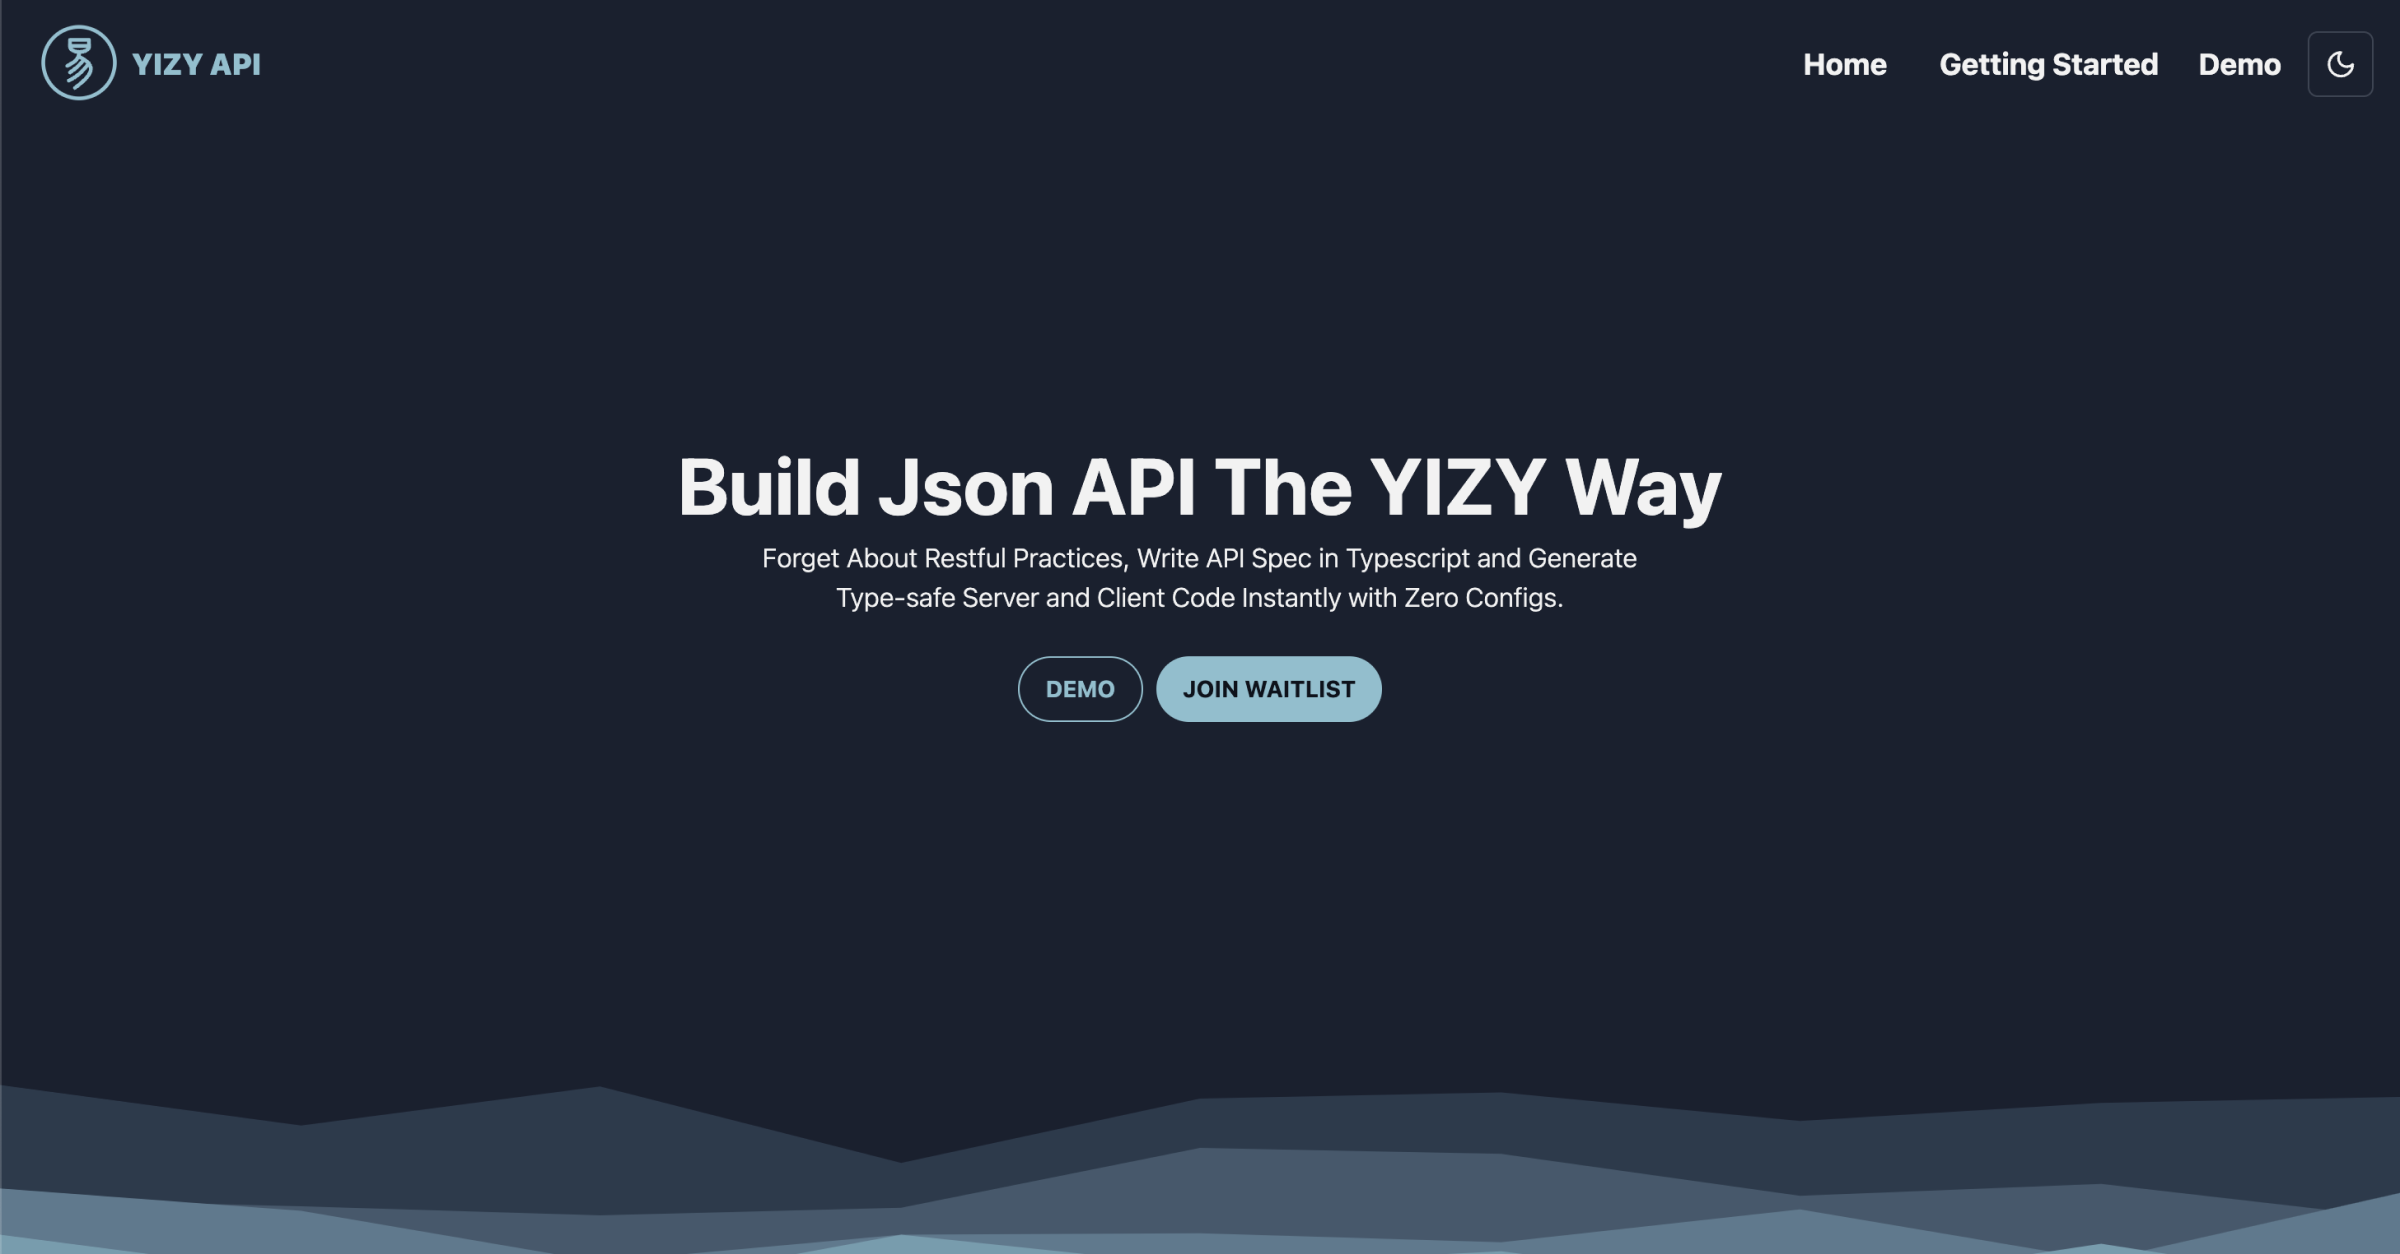 YIZY API
Home
Getting Started
Demo
Build Json API The YIZY Way
Forget About Restful Practices, Write API Spec in Typescript and Generate
Type-safe Server and Client Code Instantly with Zero Configs.
DEMO
JOIN WAITLIST